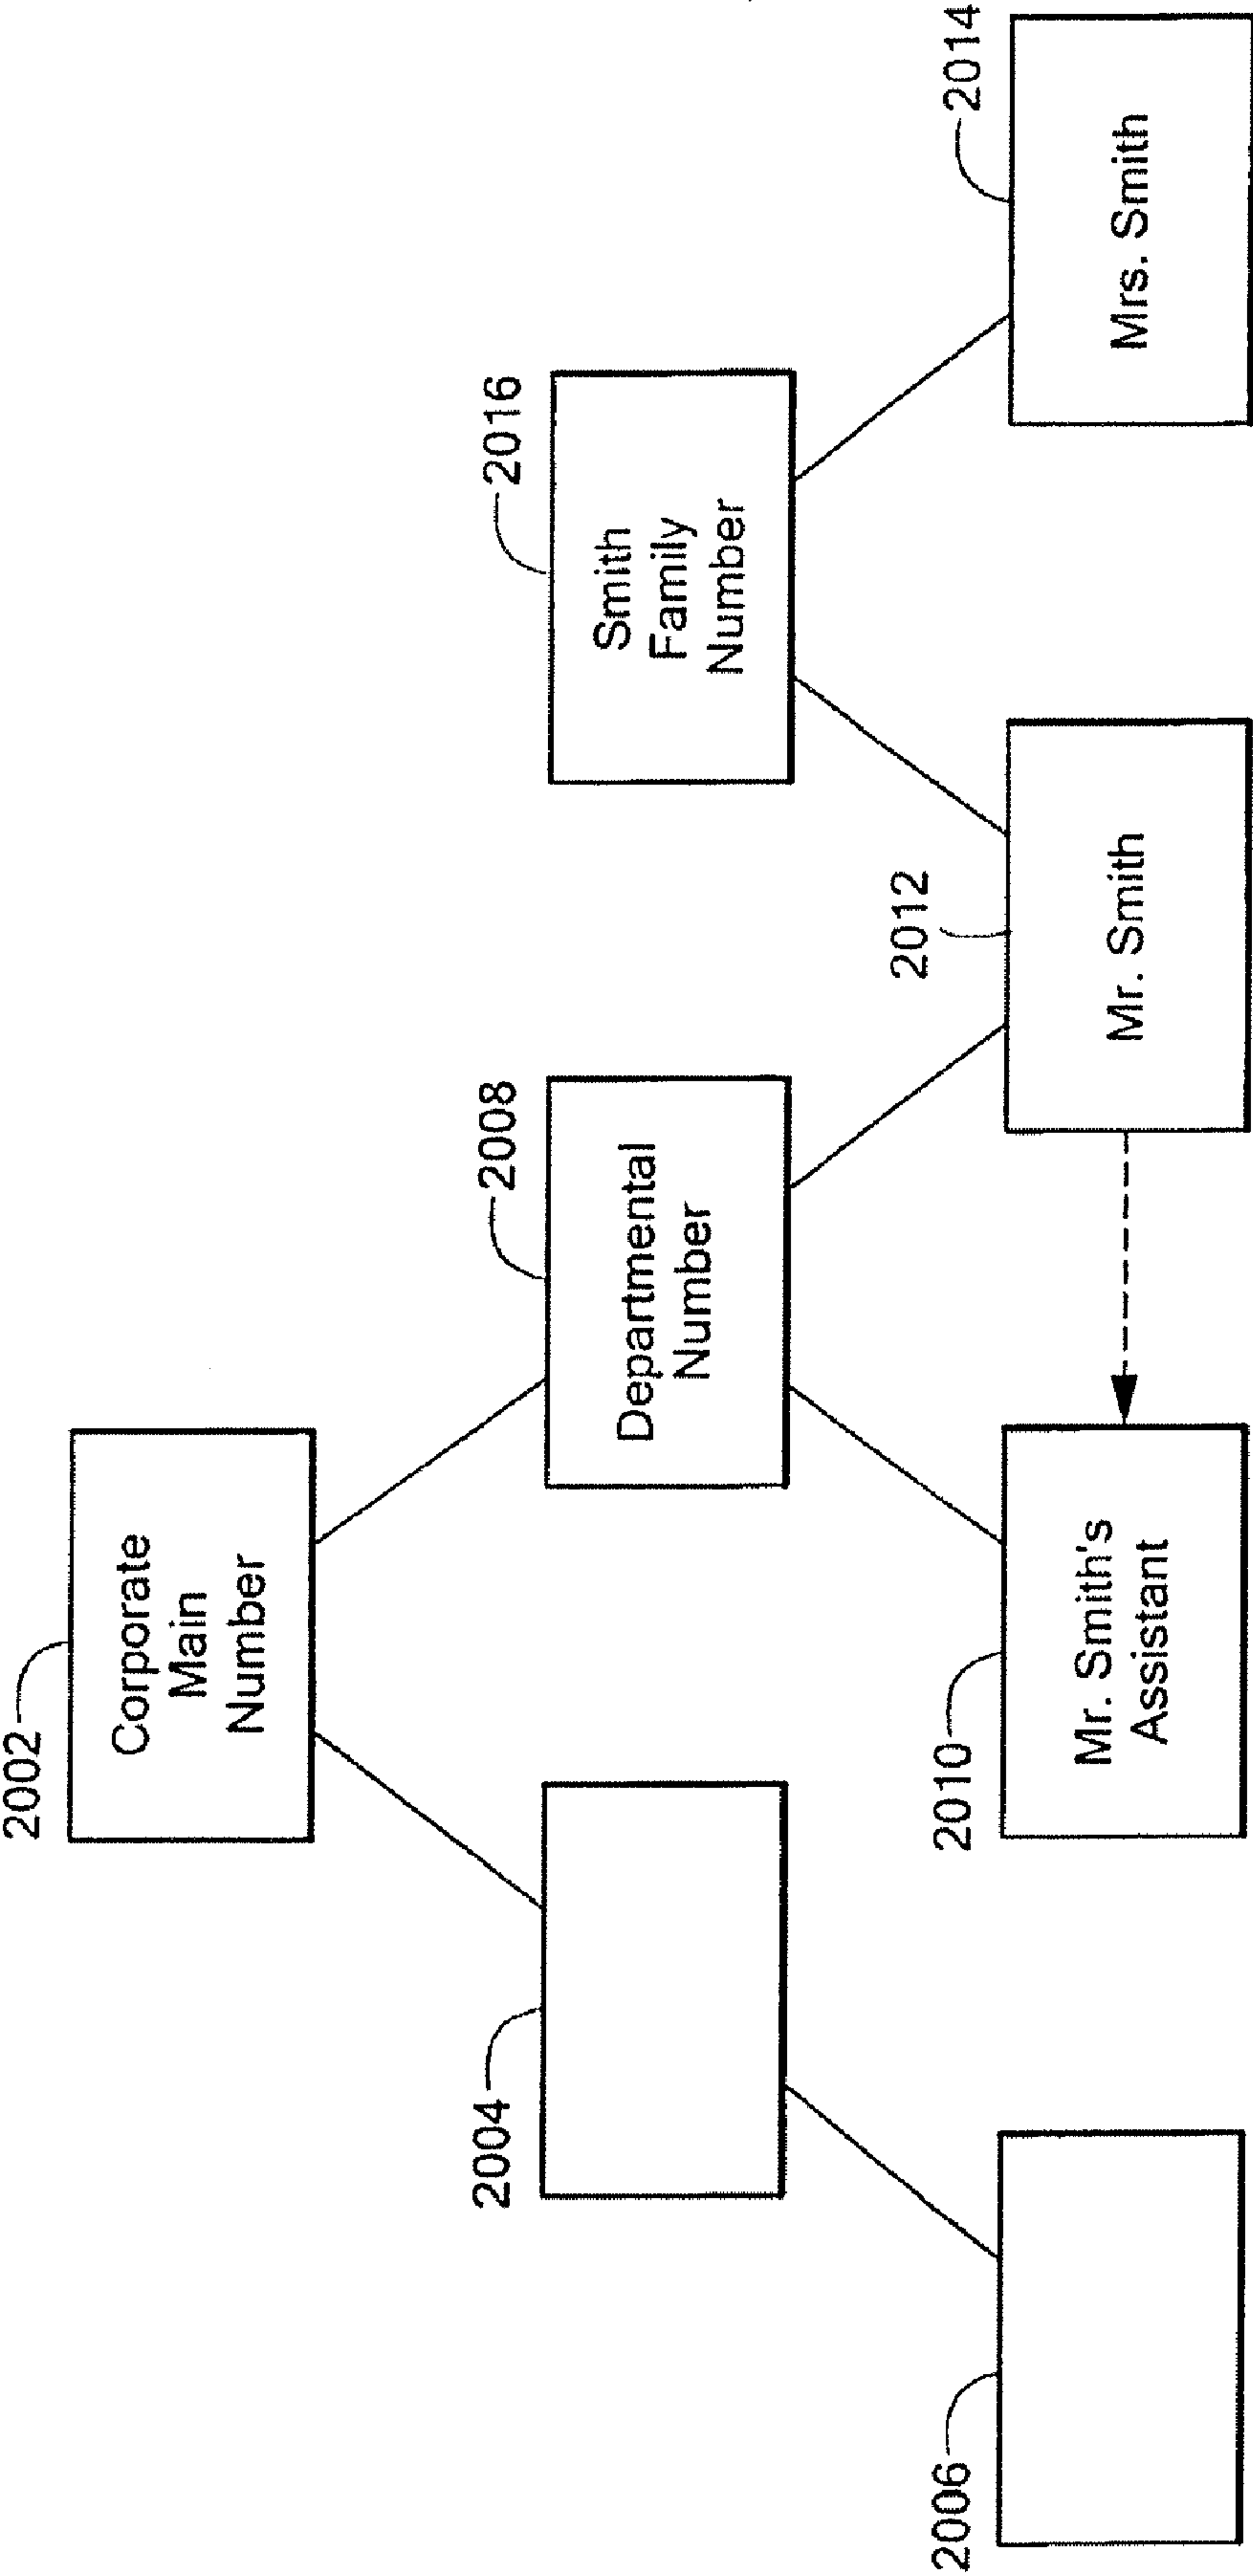 2002
Corporate
Main
Number
2004
2008
Departmental
Number
2016
Smith
Family
Number
2006
2010
Mr. Smith's
Assistant
2012
Mr. Smith
2014
Mrs. Smith